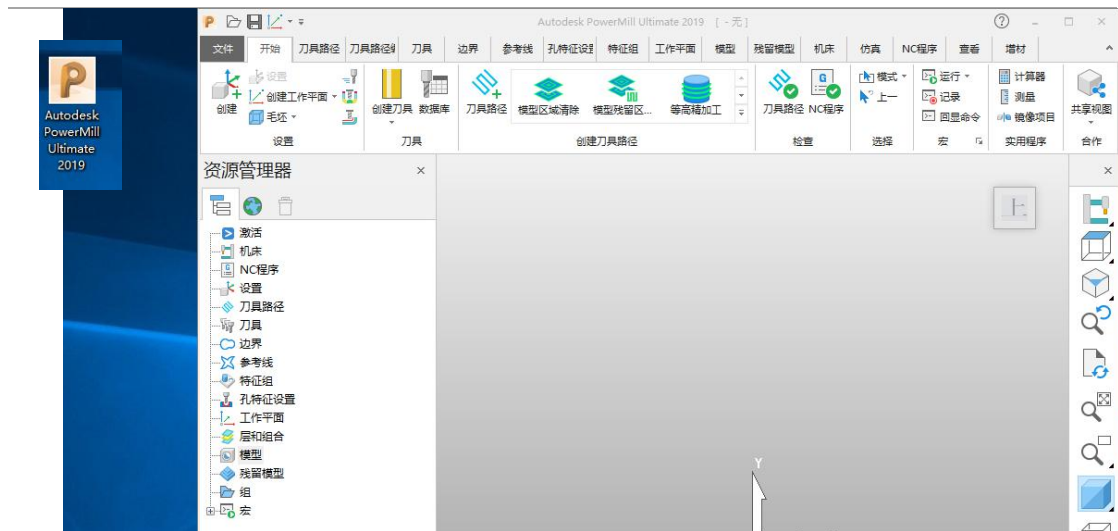 Autodesk
PowerMill
Ultimate
2019
Autodesk PowerMill Ultimate 2019 [ - 无 ]
文件 开始 刀具路径 刀具路径 刀具 边界 参考线 孔特征设 特征组 工作平面 模型 残留模型 机床 仿真 NC程序 查看 增材
创建 设置 创建工作平面 毛坯 创建刀具 数据库 刀具路径 模型区域清除 模型残留区... 等高精加工 刀具路径 NC程序 模式 上一 运行 记录 回显命令 计算器 测量 镜像项目 共享视图
设置 刀具 创建刀具路径 检查 选择 宏 实用程序 合作
资源管理器
上
激活
机床
NC程序
设置
刀具路径
刀具
边界
参考线
特征组
孔特征设置
工作平面
层和组合
模型
残留模型
组
宏
Y